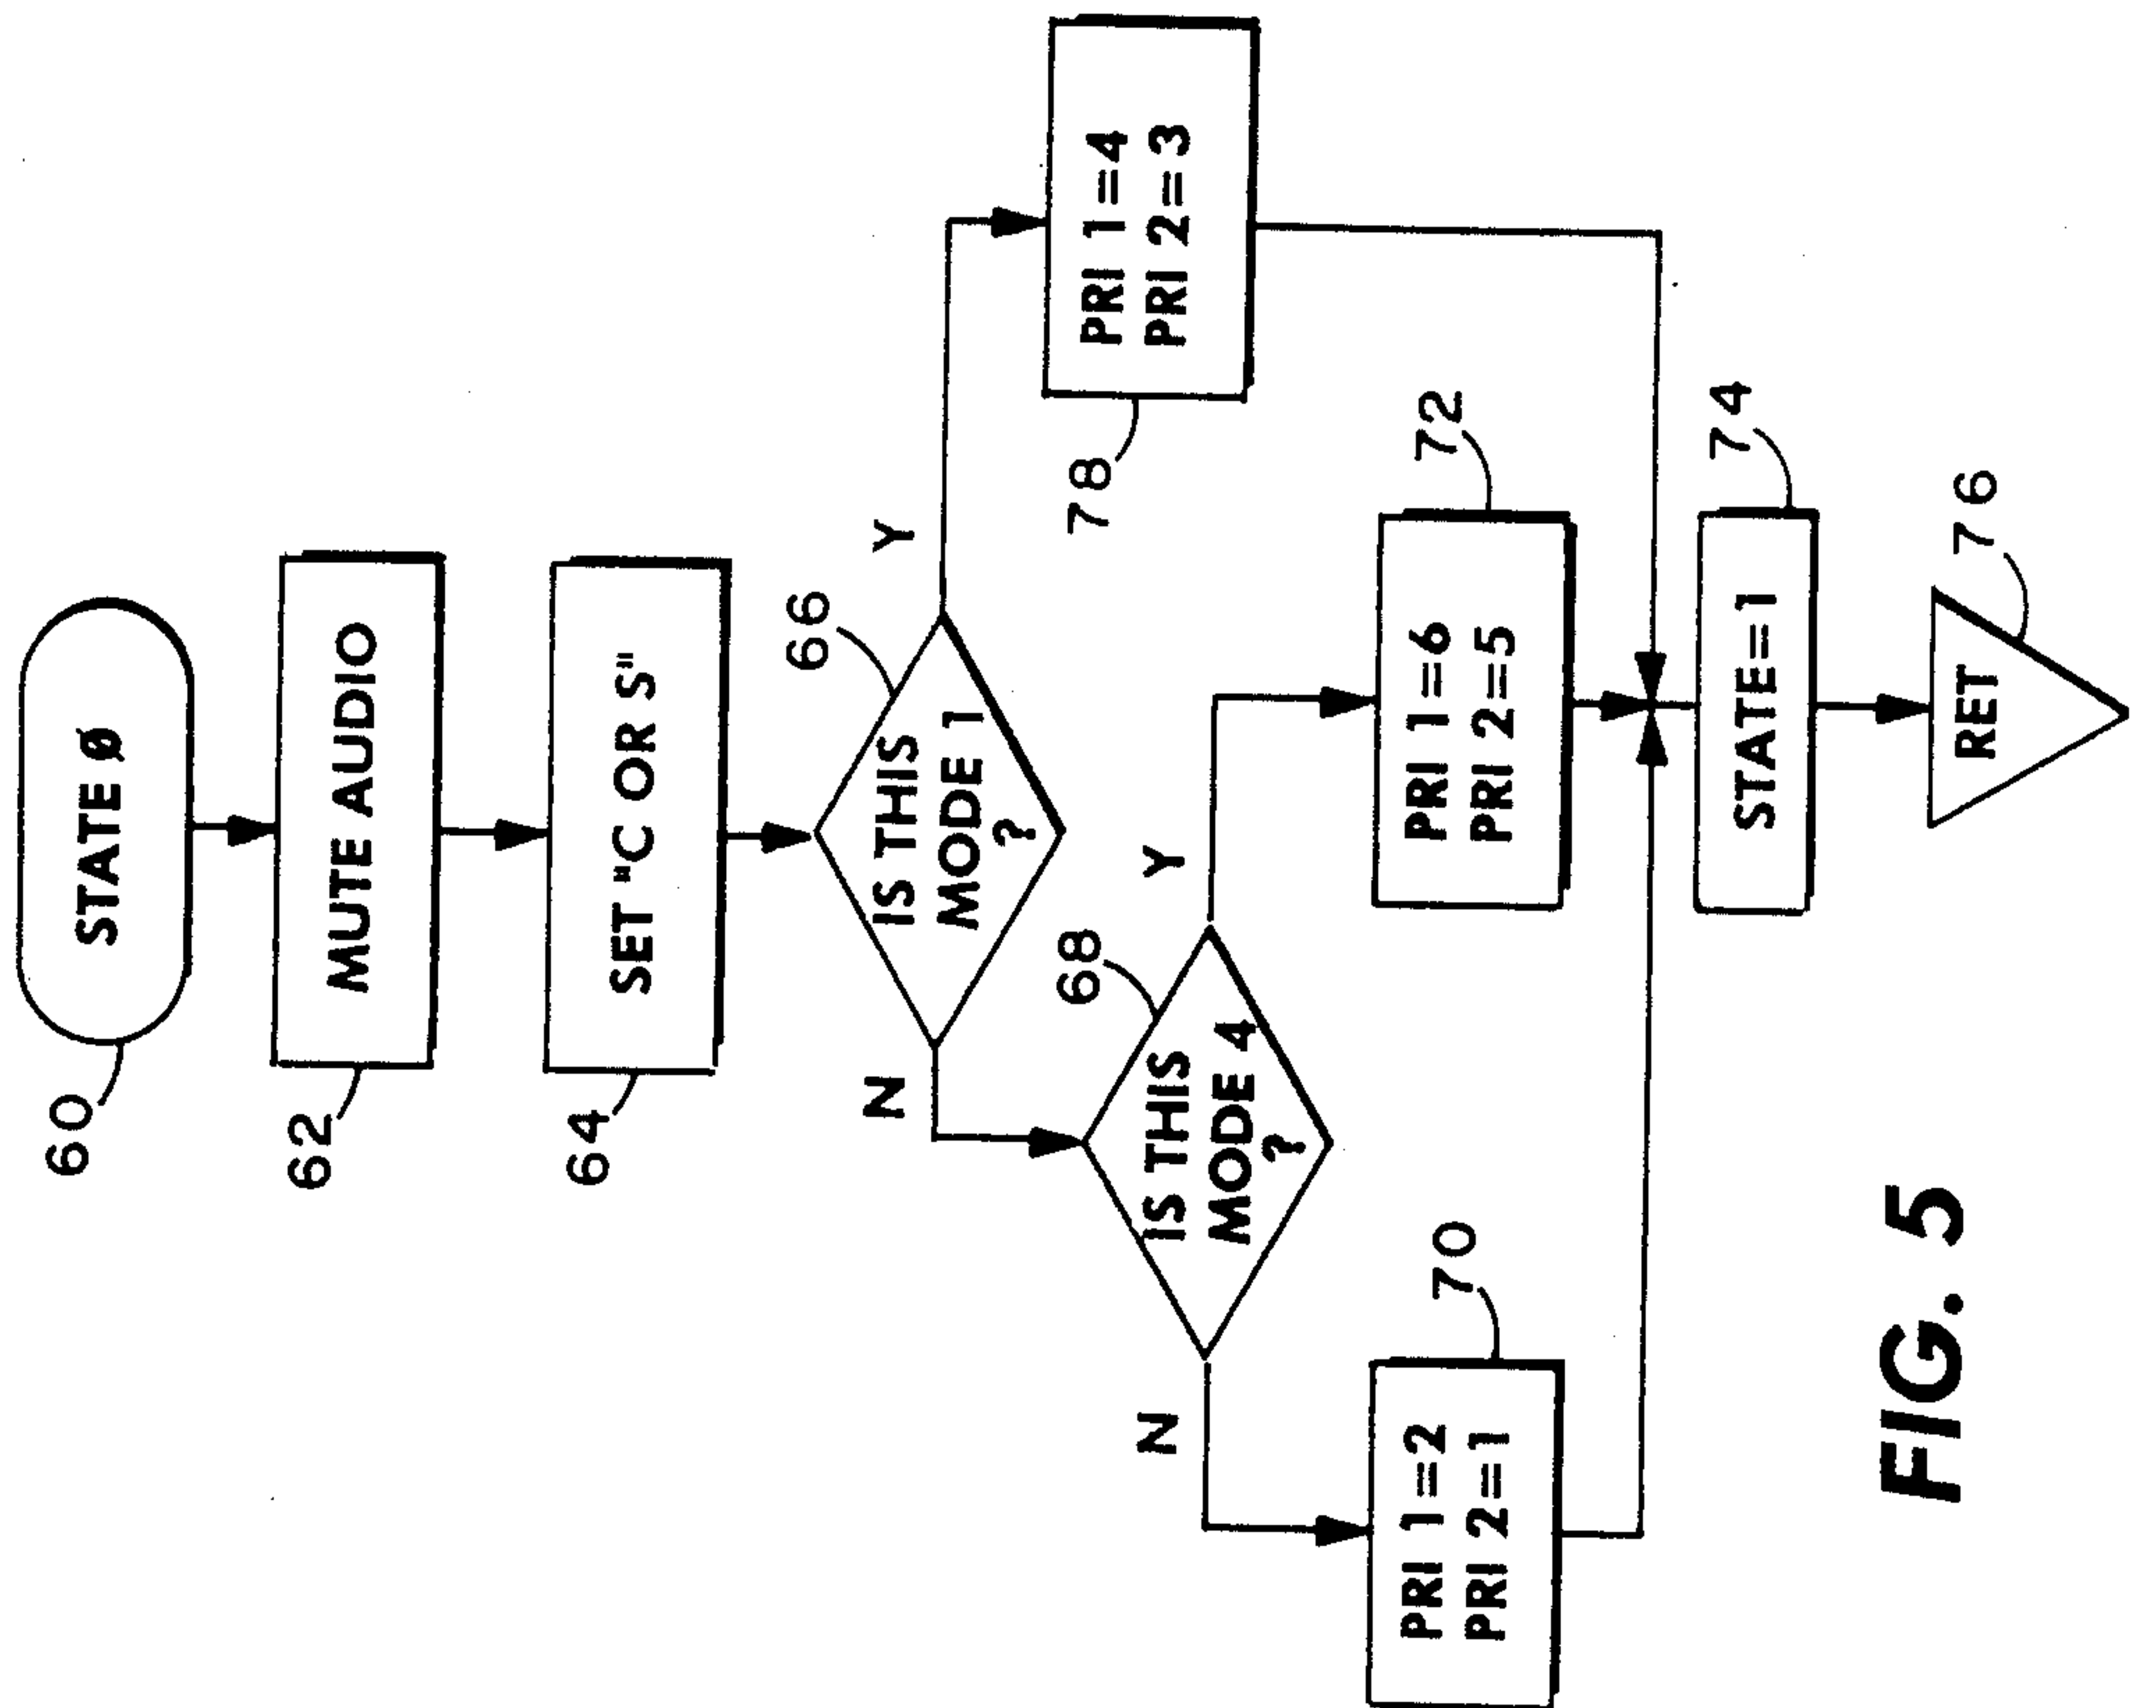 60
STATE Ø
62
MUTE AUDIO
64
SET "C OR S"
66
IS THIS
MODE 1
?
N
Y
68
IS THIS
MODE 4
?
N
Y
78
PRI 1=4
PRI 2=3
70
PRI 1=2
PRI 2=1
72
PRI 1=6
PRI 2=5
74
STATE=1
76
RET
FIG. 5